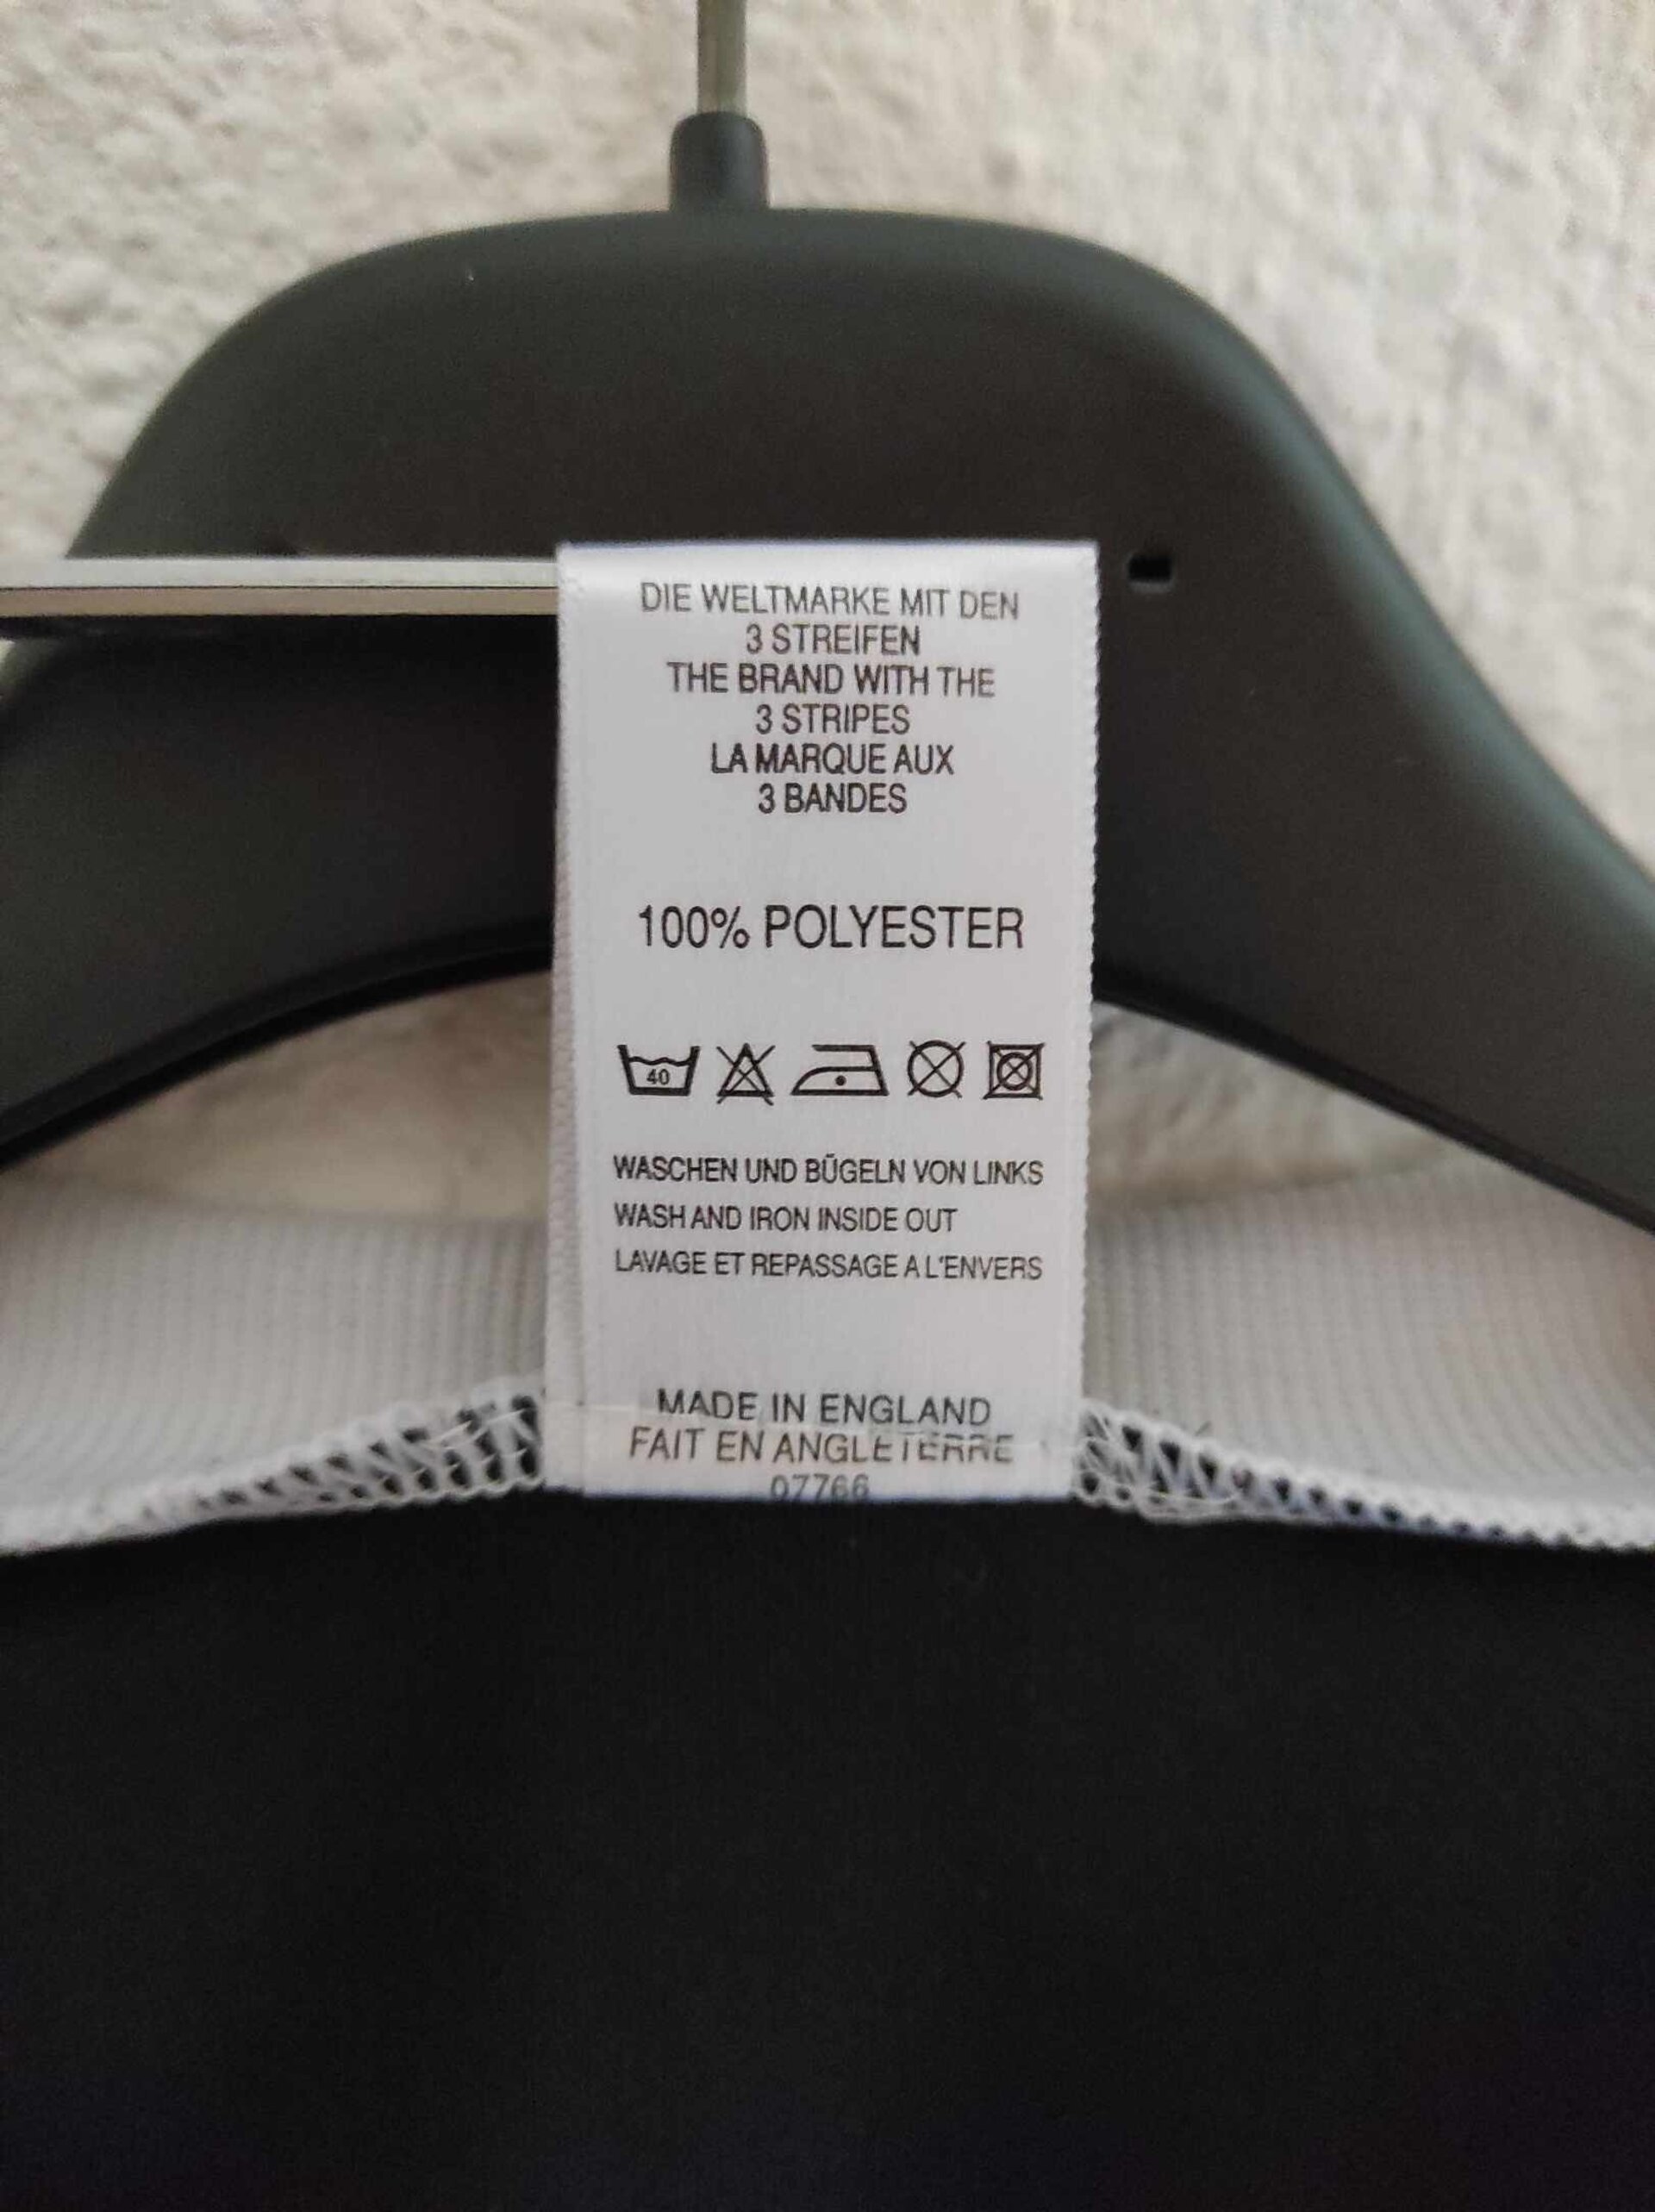 DIE WELTMARKE MIT DEN
3 STREIFEN
THE BRAND WITH THE
3 STRIPES
LA MARQUE AUX
3 BANDES
100% POLYESTER
40
WASCHEN UND BÜGELN VON LINKS
WASH AND IRON INSIDE OUT
LAVAGE ET REPASSAGE A L'ENVERS
MADE IN ENGLAND
FAIT EN ANGLETERRE
07766